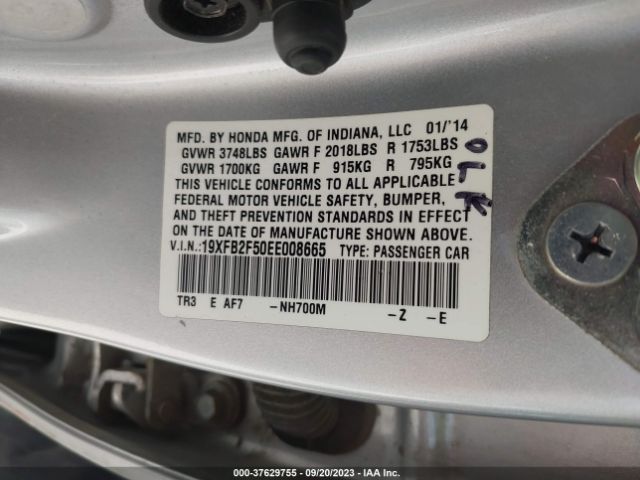 MFD. BY HONDA MFG. OF INDIANA, LLC 01/'14
GVWR 3748LBS GAWR F 2018LBS R 1753LBS
GVWR 1700KG GAWR F 915KG R 795KG
THIS VEHICLE CONFORMS TO ALL APPLICABLE
FEDERAL MOTOR VEHICLE SAFETY, BUMPER,
AND THEFT PREVENTION STANDARDS IN EFFECT
ON THE DATE OF MANUFACTURE SHOWN ABOVE.
V.I.N.:19XFB2F50EE008665 TYPE: PASSENGER CAR
TR3 E AF7 -NH700M -Z -E
000-37629755 - 09/20/2023 - IAA Inc.